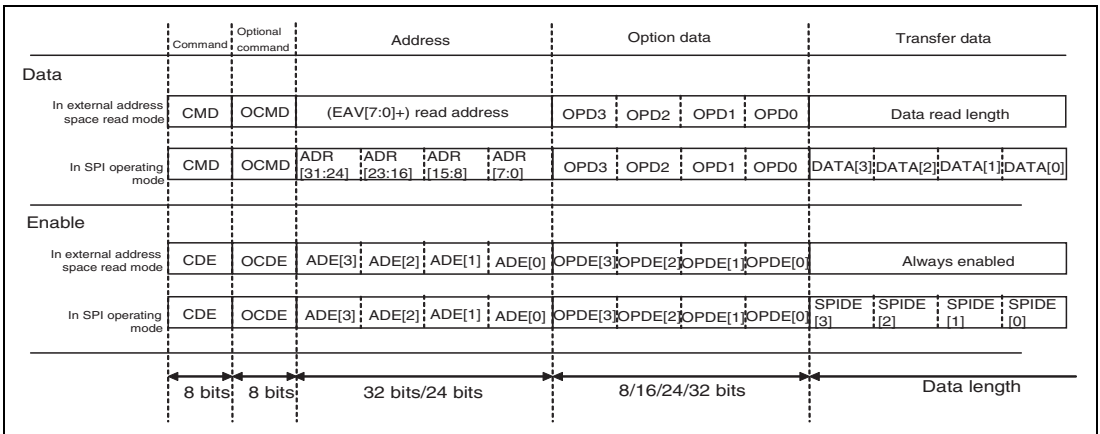 Command Optional command Address Option data Transfer data
Data
In external address space read mode CMD OCMD (EAV[7:0]+) read address OPD3 OPD2 OPD1 OPD0 Data read length
In SPI operating mode CMD OCMD ADR [31:24] ADR [23:16] ADR [15:8] ADR [7:0] OPD3 OPD2 OPD1 OPD0 DATA[3] DATA[2] DATA[1] DATA[0]
Enable
In external address space read mode CDE OCDE ADE[3] ADE[2] ADE[1] ADE[0] OPDE[3] OPDE[2] OPDE[1] OPDE[0] Always enabled
In SPI operating mode CDE OCDE ADE[3] ADE[2] ADE[1] ADE[0] OPDE[3] OPDE[2] OPDE[1] OPDE[0] SPIDE [3] SPIDE [2] SPIDE [1] SPIDE [0]
8 bits 8 bits 32 bits/24 bits 8/16/24/32 bits Data length